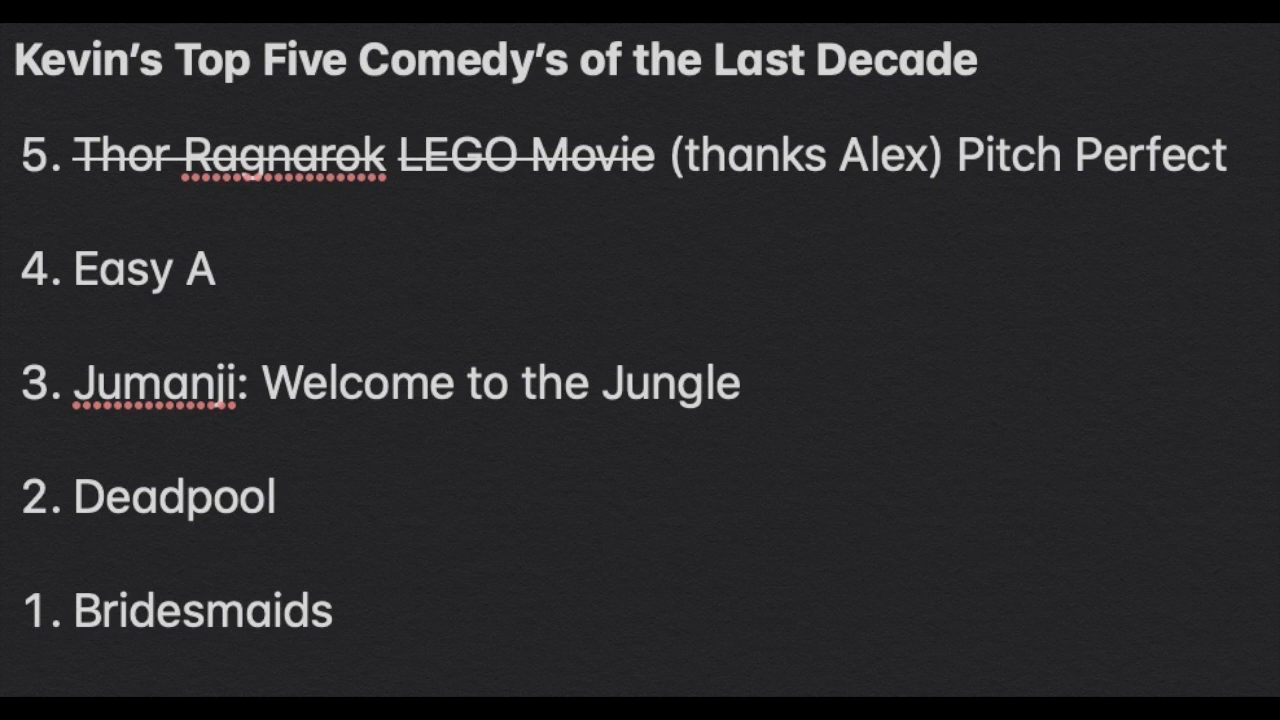 Kevin’s Top Five Comedy’s of the Last Decade
5. Thor Ragnarok LEGO Movie (thanks Alex) Pitch Perfect
4. Easy A
3. Jumanji: Welcome to the Jungle
2. Deadpool
1. Bridesmaids